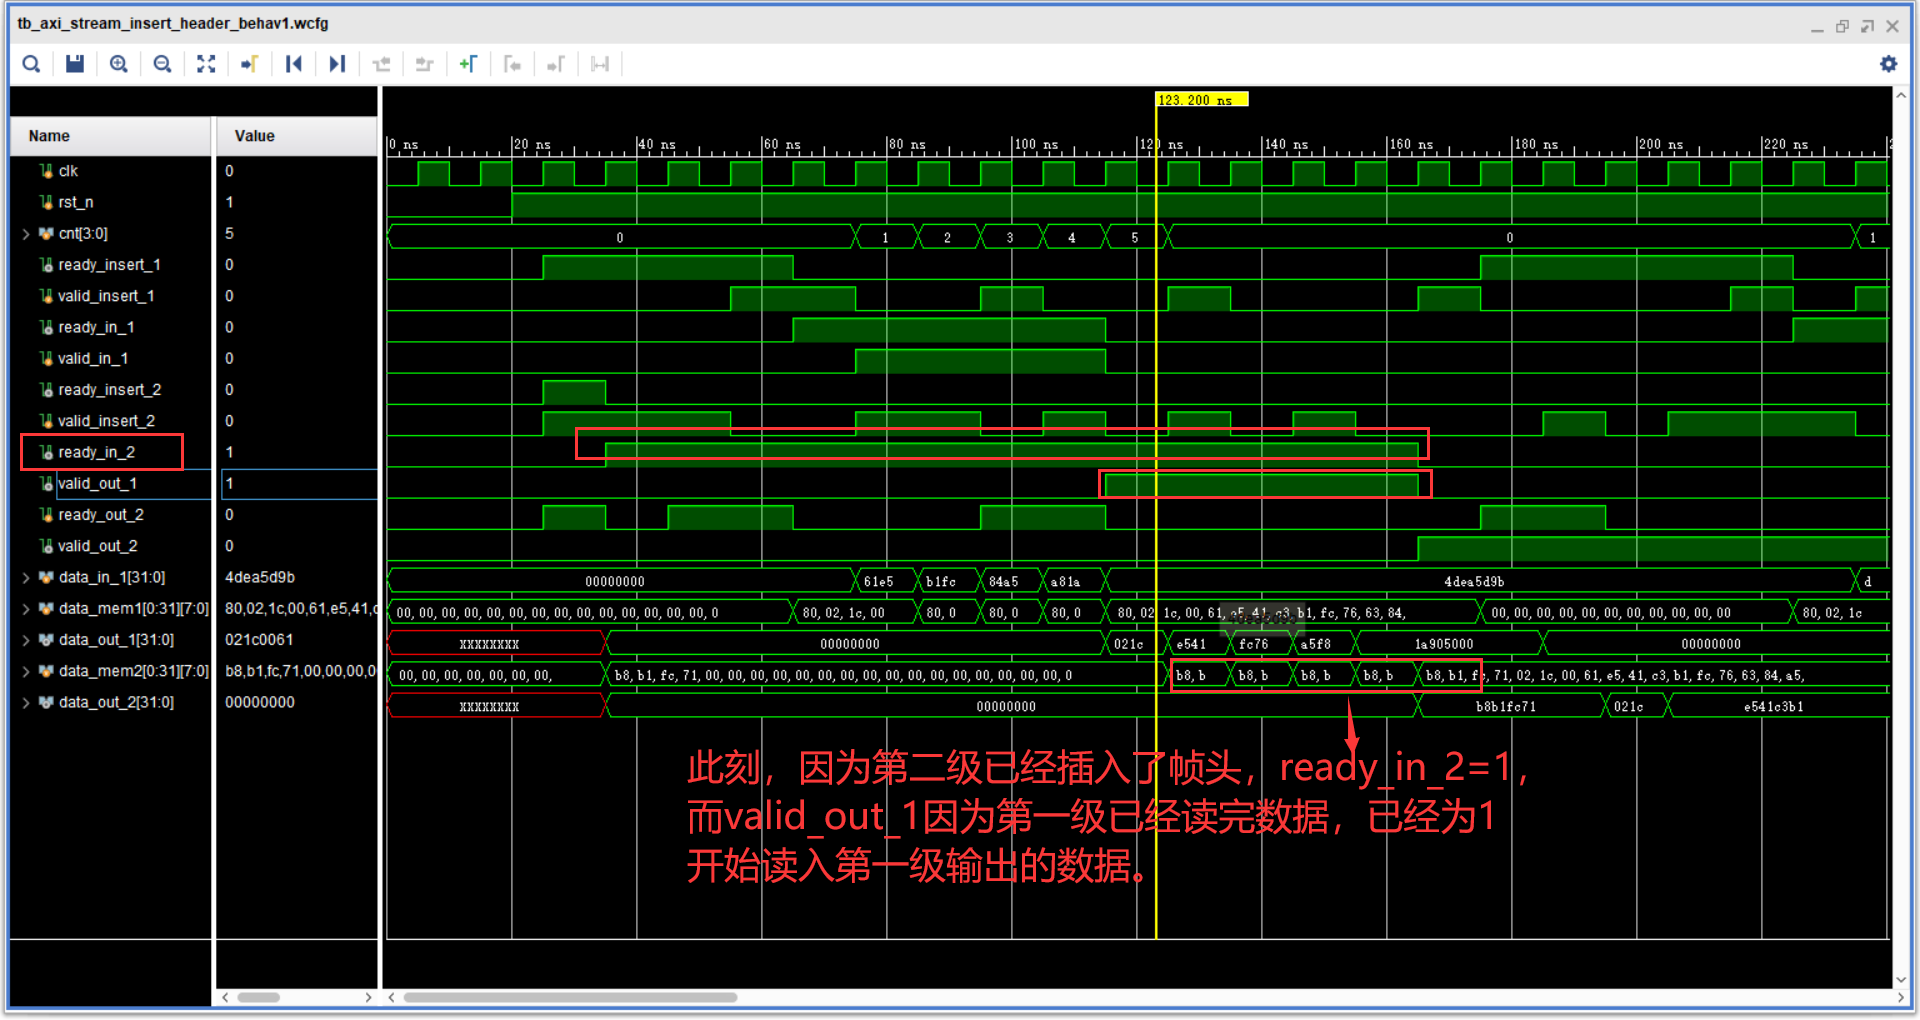 tb_axi_stream_insert_header_behav1.wcfg
123.200 ns
Name Value
0 ns 20 ns 40 ns 60 ns 80 ns 100 ns 120 ns 140 ns 160 ns 180 ns 200 ns 220 ns
clk 0
rst_n 1
cnt[3:0] 5 0 1 2 3 4 5 0 1
ready_insert_1 0
valid_insert_1 0
ready_in_1 0
valid_in_1 0
ready_insert_2 0
valid_insert_2 0
ready_in_2 1
valid_out_1 1
ready_out_2 0
valid_out_2 0
data_in_1[31:0] 4dea5d9b 00000000 61e5 b1fc 84a5 a81a 4dea5d9b d
data_mem1[0:31][7:0] 80,02,1c,00,61,e5,41,c 00,00,00,00,00,00,00,00,00,00,00,00,00,0 80,02,1c,00 80,0 80,0 80,0 80,02,1c,00,61,e5,41,c3,b1,fc,76,63,84, 00,00,00,00,00,00,00,00,00,00 80,02,1c
data_out_1[31:0] 021c0061 XXXXXXXX 00000000 021c e541 fc76 a5f8 1a905000 00000000
data_mem2[0:31][7:0] b8,b1,fc,71,00,00,00,0 00,00,00,00,00,00,00, b8,b1,fc,71,00,00,00,00,00,00,00,00,00,00,00,0 b8,b b8,b b8,b b8,b b8,b1,fc,71,02,1c,00,61,e5,41,c3,b1,fc,76,63,84,a5,
data_out_2[31:0] 00000000 XXXXXXXX 00000000 b8b1fc71 021c e541c3b1
此刻，因为第二级已经插入了帧头，ready_in_2=1，
而valid_out_1因为第一级已经读完数据，已经为1
开始读入第一级输出的数据。